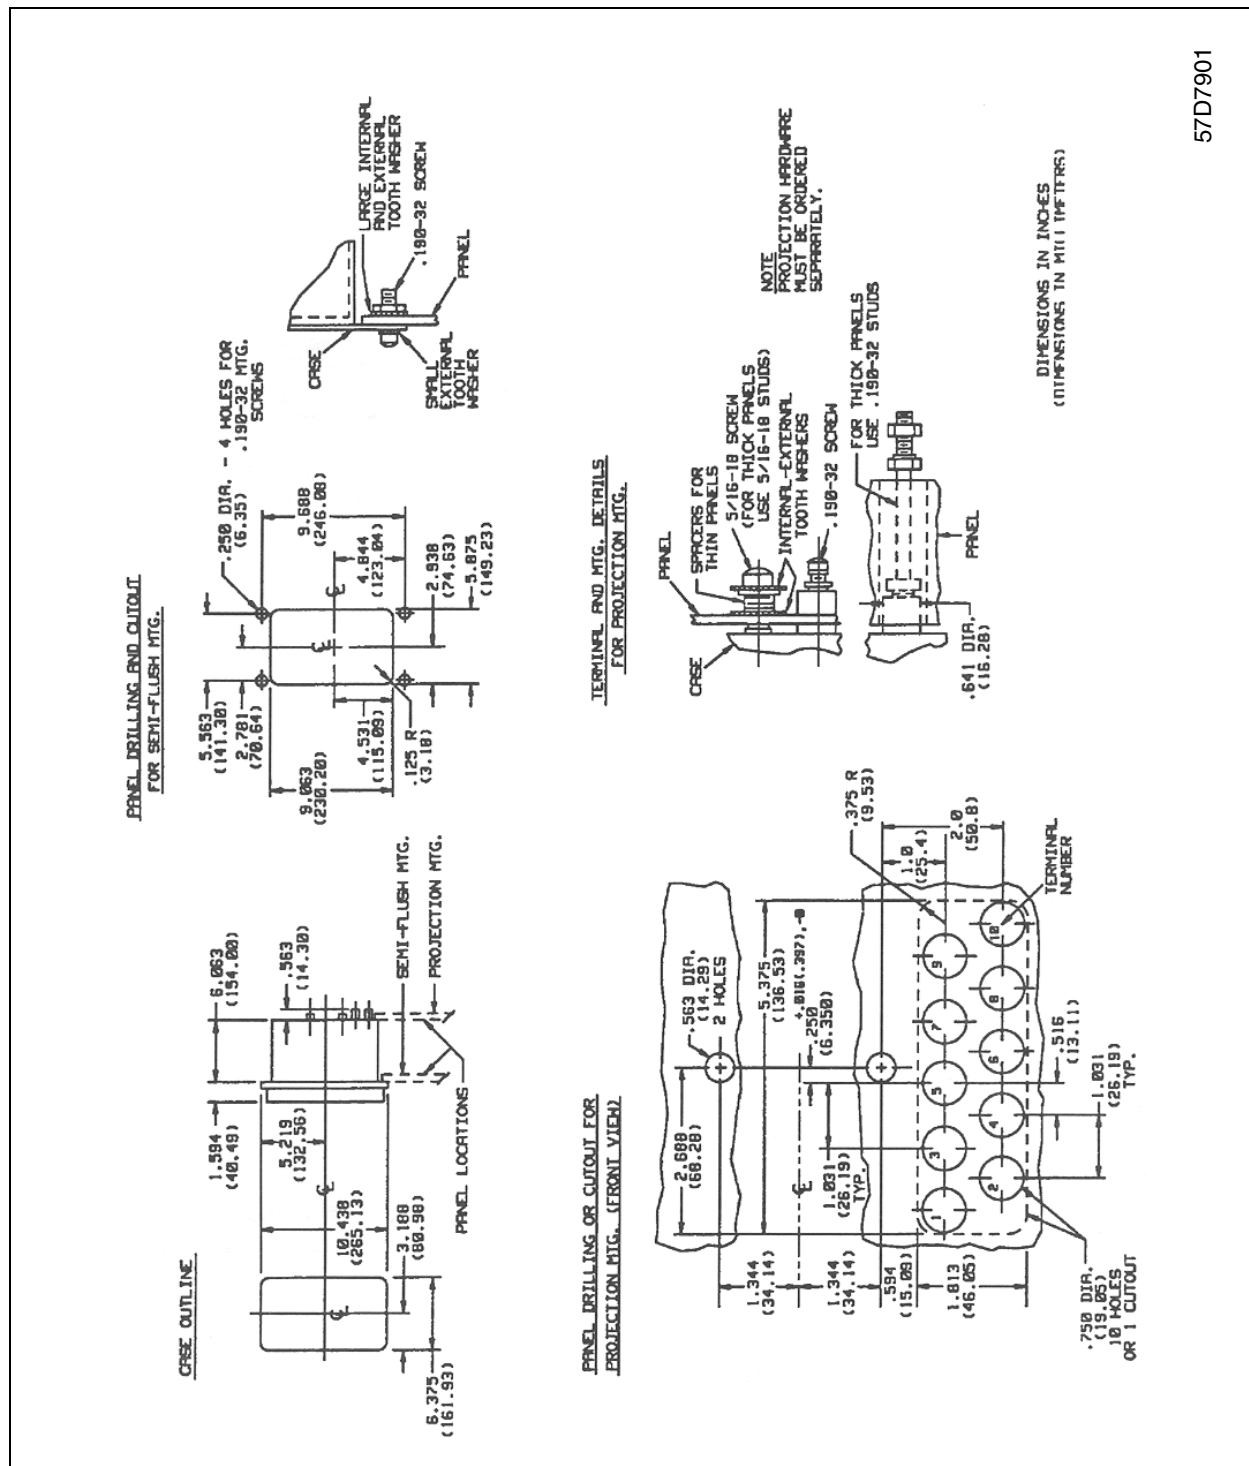 57D7901
CASE OUTLINE
6.375
(161.93)
3.188
(80.98)
10.438
(265.13)
5.219
(132.56)
1.594
(40.49)
6.063
(154.00)
.563
(14.30)
SEMI-FLUSH MTG.
PROJECTION MTG.
PANEL LOCATIONS
PANEL DRILLING AND CUTOUT
FOR SEMI-FLUSH MTG.
5.563
(141.30)
2.781
(70.64)
9.063
(230.20)
4.531
(115.09)
.125 R
(3.18)
.250 DIA. - 4 HOLES FOR
(6.35) .190-32 MTG.
SCREWS
9.688
(246.08)
4.844
(123.04)
2.938
(74.63)
5.875
(149.23)
CASE
SMALL
EXTERNAL
TOOTH
WASHER
LARGE INTERNAL
AND EXTERNAL
TOOTH WASHER
.190-32 SCREW
PANEL
PANEL DRILLING OR CUTOUT FOR
PROJECTION MTG. (FRONT VIEW)
1.344
(34.14)
1.344
(34.14)
.594
(15.09)
1.813
(46.05)
.750 DIA.
(19.05)
10 HOLES
OR 1 CUTOUT
2.688
(68.28)
.563 DIA.
(14.29)
2 HOLES
5.375
(136.53)
+.016(.397),-0
.250
(6.350)
1.031
(26.19)
TYP.
.375 R
(9.53)
1.0
(25.4)
2.0
(50.8)
TERMINAL
NUMBER
.516
(13.11)
1.031
(26.19)
TYP.
1
2
3
4
5
6
7
8
9
10
TERMINAL AND MTG. DETAILS
FOR PROJECTION MTG.
PANEL
CASE
SPACERS FOR
THIN PANELS
5/16-18 SCREW
(FOR THICK PANELS
USE 5/16-18 STUDS)
INTERNAL-EXTERNAL
TOOTH WASHERS
.190-32 SCREW
FOR THICK PANELS
USE .190-32 STUDS
.641 DIA.
(16.28)
PANEL
NOTE
PROJECTION HARDWARE
MUST BE ORDERED
SEPARATELY.
DIMENSIONS IN INCHES
(DIMENSIONS IN MILLIMETERS)